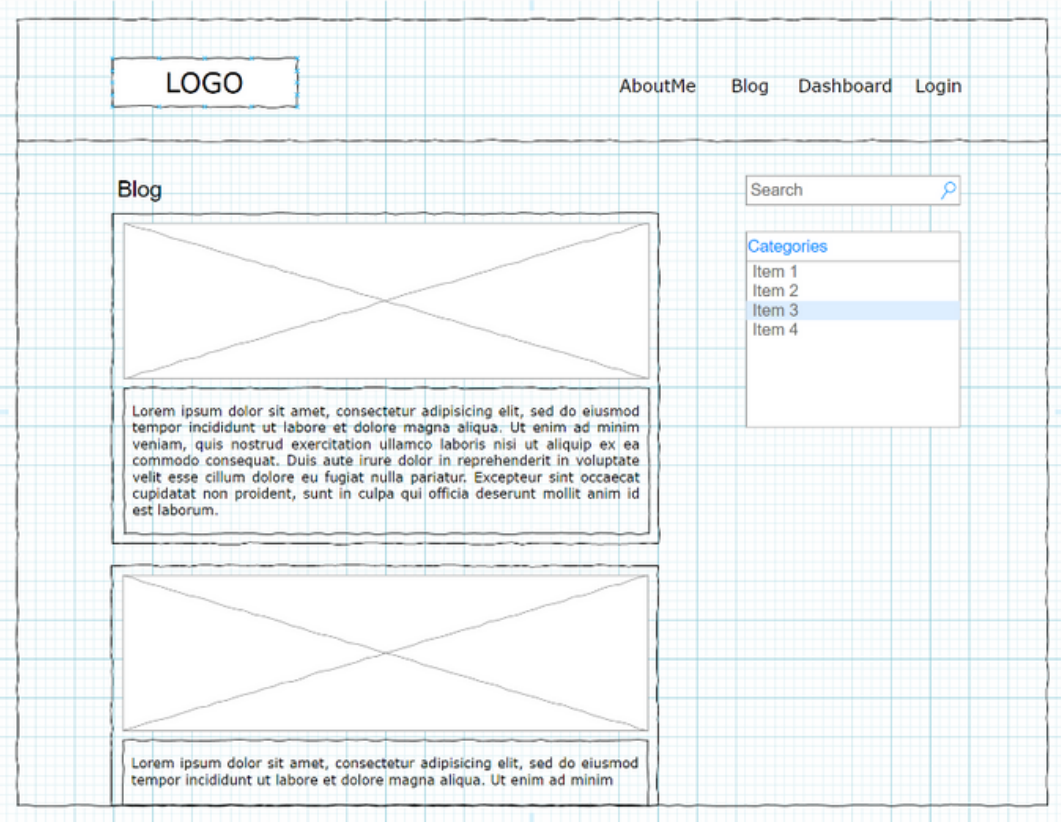 LOGO
AboutMe Blog Dashboard Login
Blog
Lorem ipsum dolor sit amet, consectetur adipisicing elit, sed do eiusmod
tempor incididunt ut labore et dolore magna aliqua. Ut enim ad minim
veniam, quis nostrud exercitation ullamco laboris nisi ut aliquip ex ea
commodo consequat. Duis aute irure dolor in reprehenderit in voluptate
velit esse cillum dolore eu fugiat nulla pariatur. Excepteur sint occaecat
cupidatat non proident, sunt in culpa qui officia deserunt mollit anim id
est laborum.
Lorem ipsum dolor sit amet, consectetur adipisicing elit, sed do eiusmod
tempor incididunt ut labore et dolore magna aliqua. Ut enim ad minim
Search
Categories
Item 1
Item 2
Item 3
Item 4